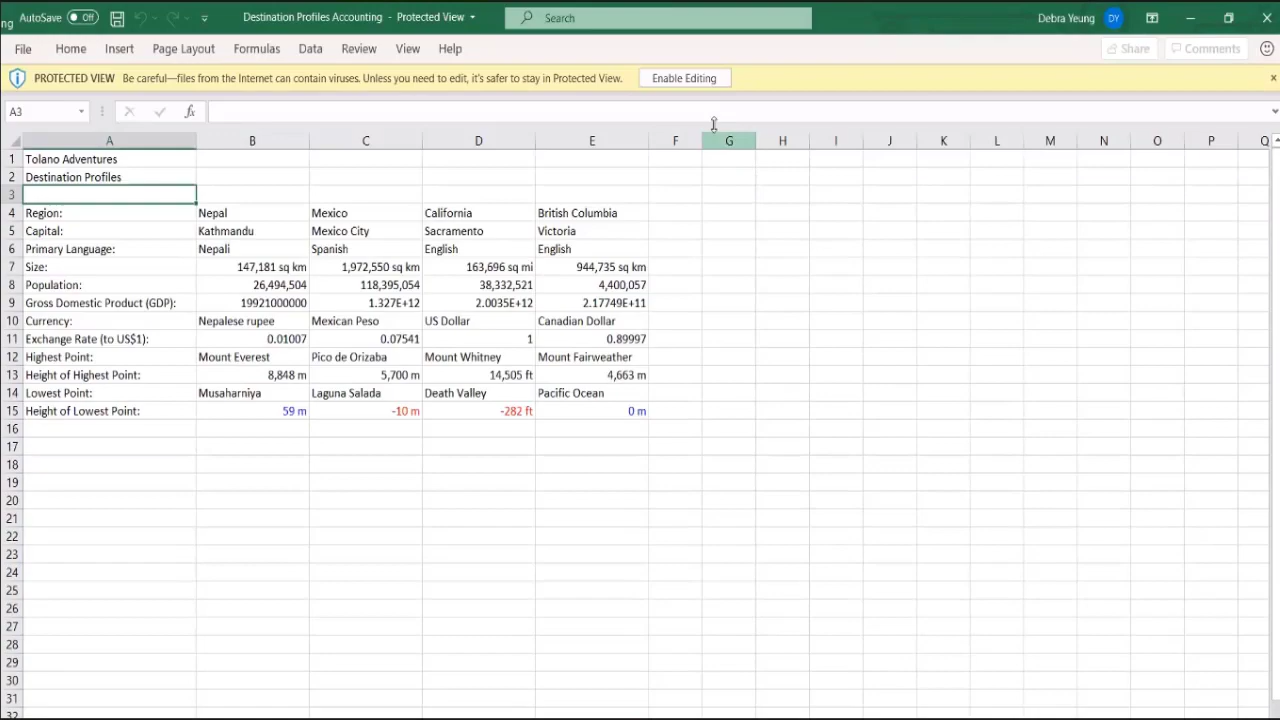 ng AutoSave Off Destination Profiles Accounting - Protected View Search Debra Yeung DY
File Home Insert Page Layout Formulas Data Review View Help Share Comments
PROTECTED VIEW Be careful—files from the Internet can contain viruses. Unless you need to edit, it's safer to stay in Protected View. Enable Editing
A3 fx
A B C D E F G H I J K L M N O P Q
1 Tolano Adventures
2 Destination Profiles
3
4 Region: Nepal Mexico California British Columbia
5 Capital: Kathmandu Mexico City Sacramento Victoria
6 Primary Language: Nepali Spanish English English
7 Size: 147,181 sq km 1,972,550 sq km 163,696 sq mi 944,735 sq km
8 Population: 26,494,504 118,395,054 38,332,521 4,400,057
9 Gross Domestic Product (GDP): 19921000000 1.327E+12 2.0035E+12 2.17749E+11
10 Currency: Nepalese rupee Mexican Peso US Dollar Canadian Dollar
11 Exchange Rate (to US$1): 0.01007 0.07541 1 0.89997
12 Highest Point: Mount Everest Pico de Orizaba Mount Whitney Mount Fairweather
13 Height of Highest Point: 8,848 m 5,700 m 14,505 ft 4,663 m
14 Lowest Point: Musaharniya Laguna Salada Death Valley Pacific Ocean
15 Height of Lowest Point: 59 m -10 m -282 ft 0 m
16
17
18
19
20
21
22
23
24
25
26
27
28
29
30
31
32